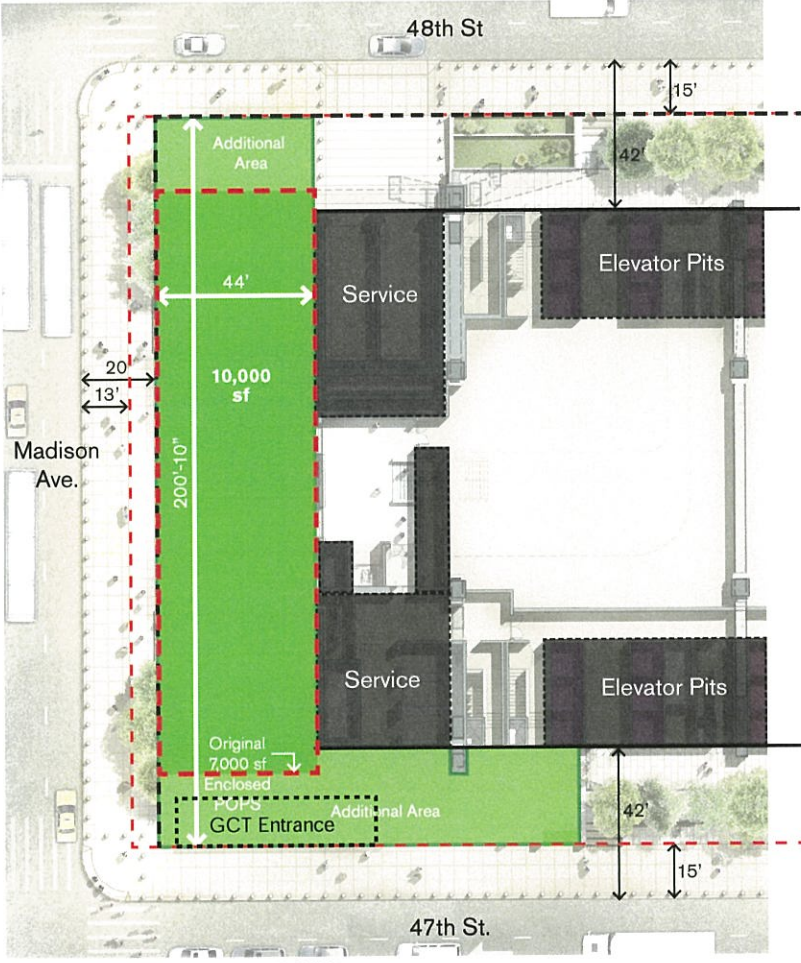 48th St
15'
Additional
Area
42'
Elevator Pits
44'
Service
20
10,000
sf
13'
Madison
Ave.
200'-10"
Service
Elevator Pits
Original
7,000 sf
Enclosed
POPS
Additional Area
GCT Entrance
42'
15'
47th St.